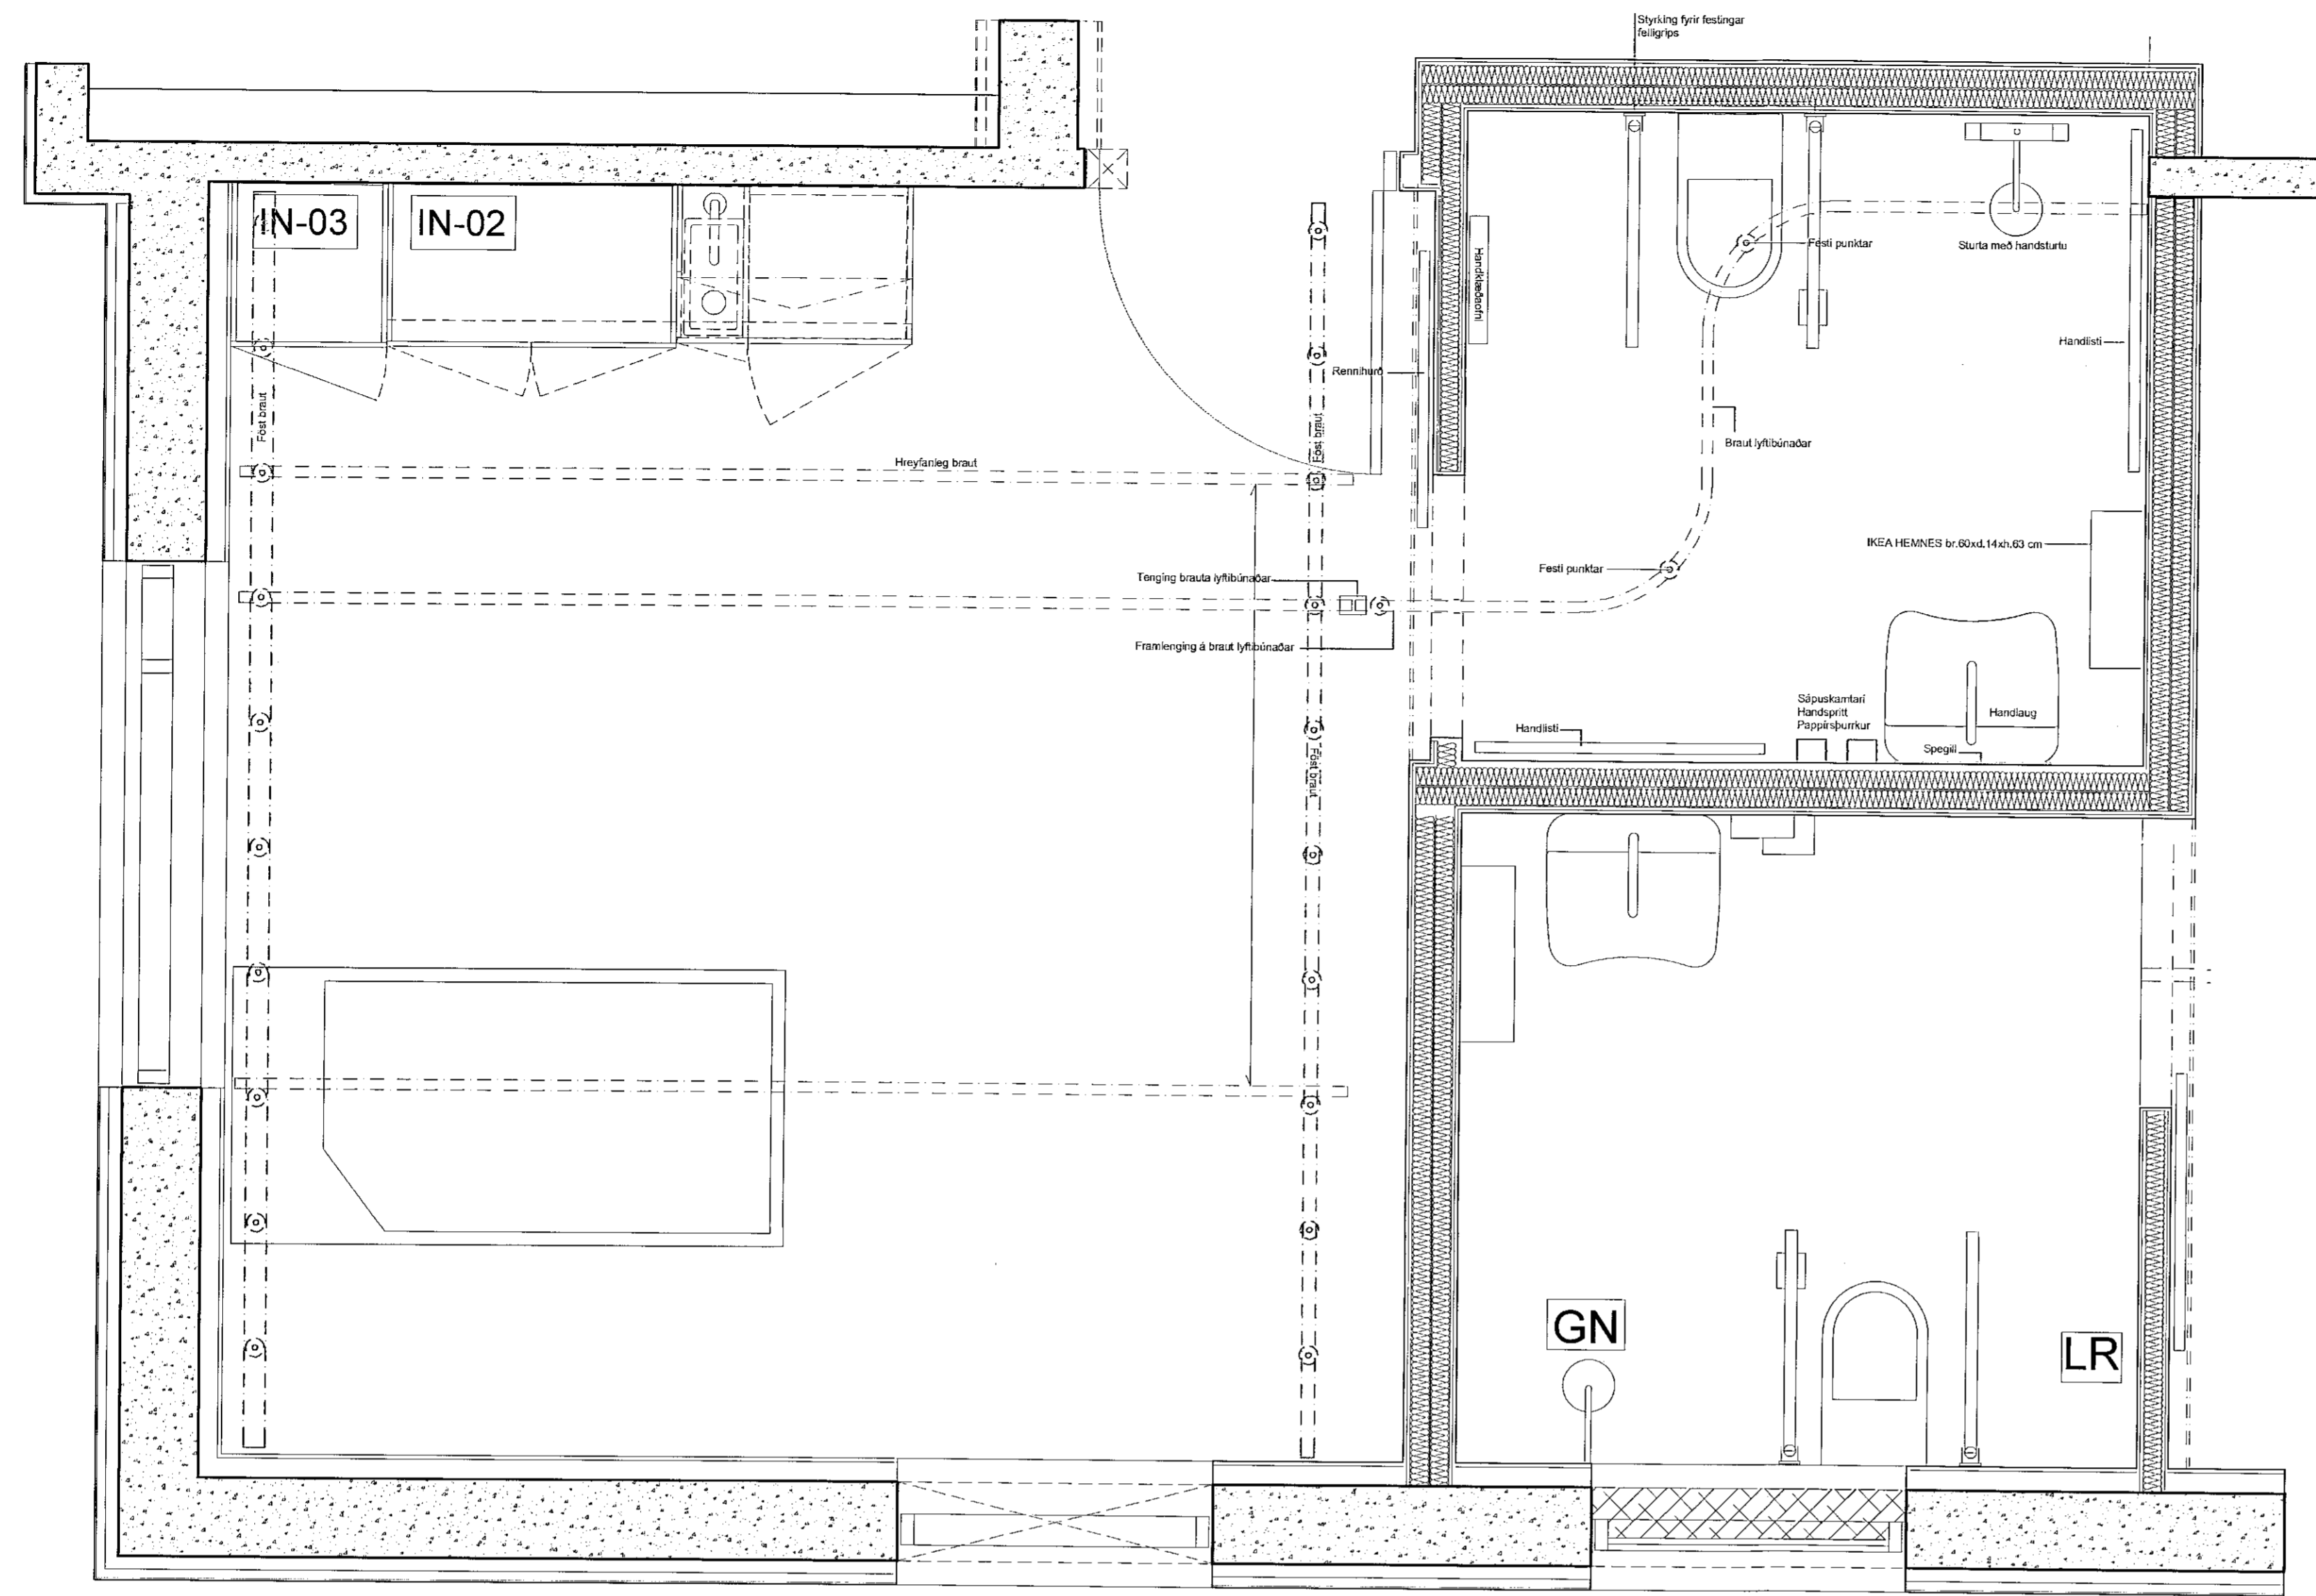 Styrking fyrir festingar
felligrips
IN-03
IN-02
Handklæðaofni
Festi punktar
Sturta með handsturtu
Handlisti
Rennihurð
Föst braut
Föst braut
Braut lyftibúnaðar
Hreyfanleg braut
IKEA HEMNES br.60xd.14xh.63 cm
Festi punktar
Tenging brauta lyftibúnaðar
Framlenging á braut lyftibúnaðar
Sápuskamtari
Handspritt
Pappírsþurrkur
Handlaug
Handlisti
Spegill
Föst braut
GN
LR